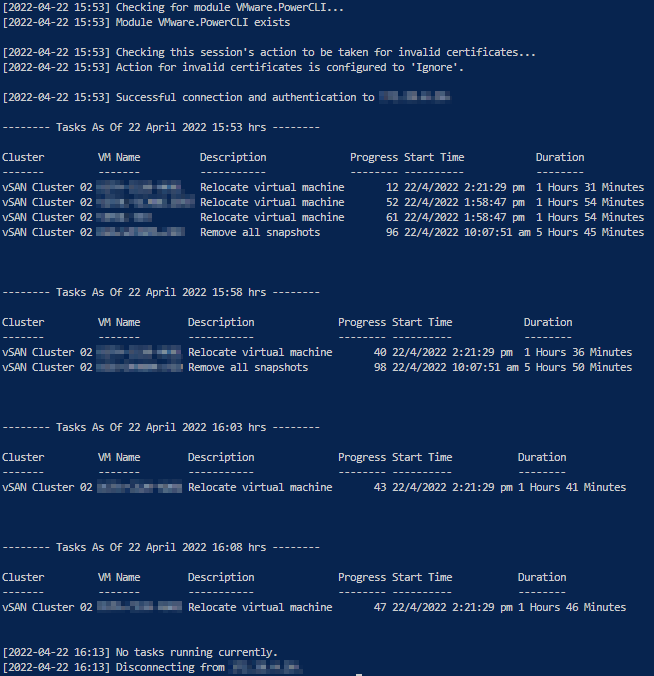 [2022-04-22 15:53] Checking for module VMware.PowerCLI...
[2022-04-22 15:53] Module VMware.PowerCLI exists
[2022-04-22 15:53] Checking this session's action to be taken for invalid certificates...
[2022-04-22 15:53] Action for invalid certificates is configured to 'Ignore'.
[2022-04-22 15:53] Successful connection and authentication to
-------- Tasks As Of 22 April 2022 15:53 hrs --------
Cluster VM Name Description Progress Start Time Duration
------- ------- ----------- -------- ---------- --------
vSAN Cluster 02 Relocate virtual machine 12 22/4/2022 2:21:29 pm 1 Hours 31 Minutes
vSAN Cluster 02 Relocate virtual machine 52 22/4/2022 1:58:47 pm 1 Hours 54 Minutes
vSAN Cluster 02 Relocate virtual machine 61 22/4/2022 1:58:47 pm 1 Hours 54 Minutes
vSAN Cluster 02 Remove all snapshots 96 22/4/2022 10:07:51 am 5 Hours 45 Minutes
-------- Tasks As Of 22 April 2022 15:58 hrs --------
Cluster VM Name Description Progress Start Time Duration
------- ------- ----------- -------- ---------- --------
vSAN Cluster 02 Relocate virtual machine 40 22/4/2022 2:21:29 pm 1 Hours 36 Minutes
vSAN Cluster 02 Remove all snapshots 98 22/4/2022 10:07:51 am 5 Hours 50 Minutes
-------- Tasks As Of 22 April 2022 16:03 hrs --------
Cluster VM Name Description Progress Start Time Duration
------- ------- ----------- -------- ---------- --------
vSAN Cluster 02 Relocate virtual machine 43 22/4/2022 2:21:29 pm 1 Hours 41 Minutes
-------- Tasks As Of 22 April 2022 16:08 hrs --------
Cluster VM Name Description Progress Start Time Duration
------- ------- ----------- -------- ---------- --------
vSAN Cluster 02 Relocate virtual machine 47 22/4/2022 2:21:29 pm 1 Hours 46 Minutes
[2022-04-22 16:13] No tasks running currently.
[2022-04-22 16:13] Disconnecting from